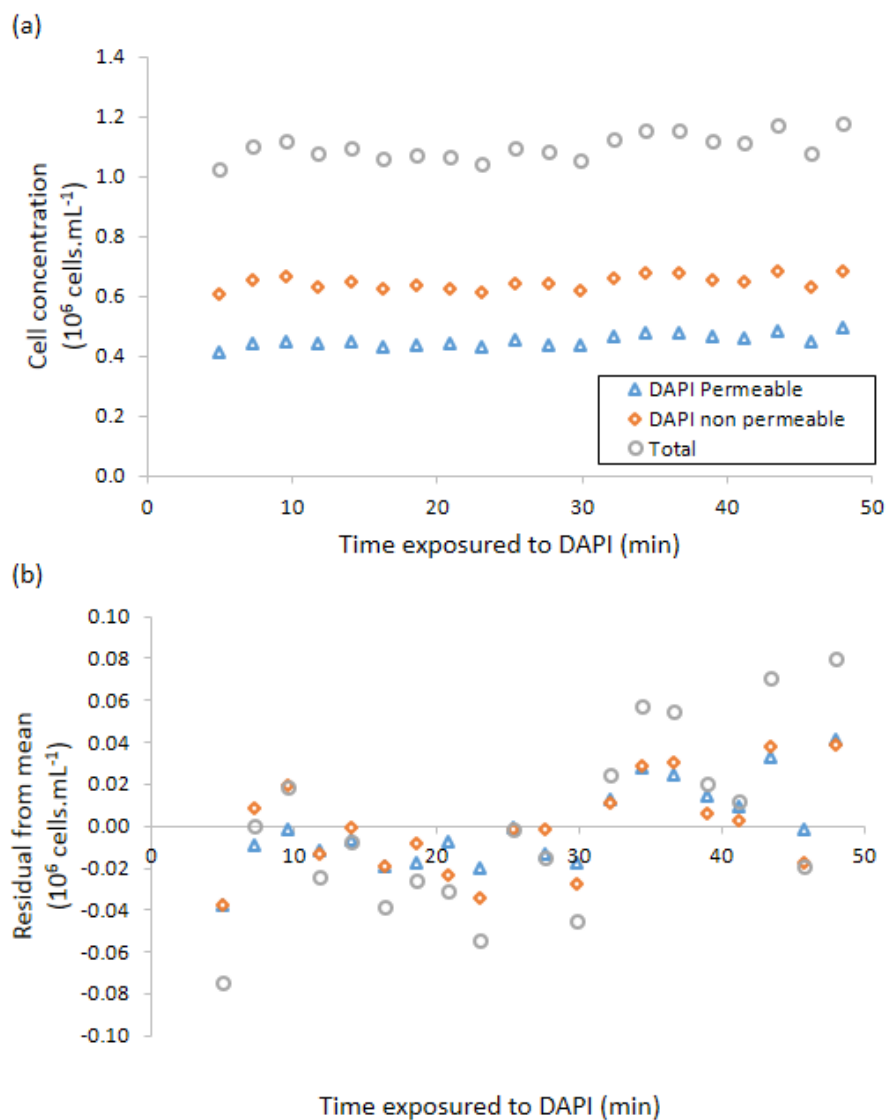 (a)
1.4
1.2
1.0
0.8
0.6
0.4
0.2
0.0
Cell concentration
(10⁶ cells.mL⁻¹)
DAPI Permeable
DAPI non permeable
Total
0 10 20 30 40 50
Time exposured to DAPI (min)
(b)
0.10
0.08
0.06
0.04
0.02
0.00
-0.02
-0.04
-0.06
-0.08
-0.10
Residual from mean
(10⁶ cells.mL⁻¹)
0 10 20 30 40 50
Time exposured to DAPI (min)